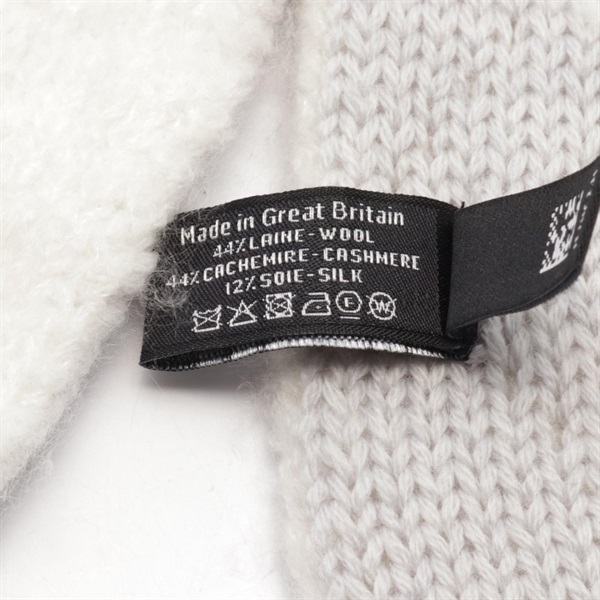 Made in Great Britain
44% LAINE - WOOL
44% CACHEMIRE - CASHMERE
12% SOIE - SILK
E W